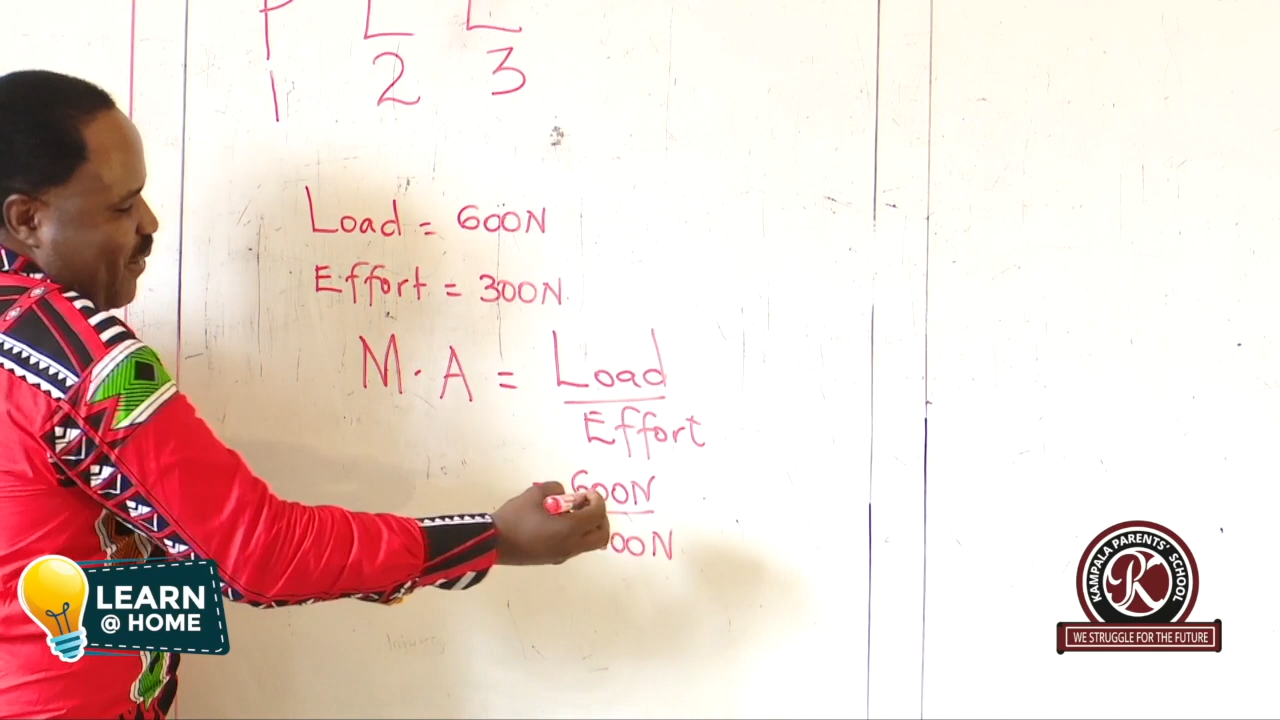 P L L
1 2 3
Load = 600N
Effort = 300N
M.A = Load
Effort
600N
00N
LEARN
@ HOME
KAMPALA PARENTS' SCHOOL
K
WE STRUGGLE FOR THE FUTURE